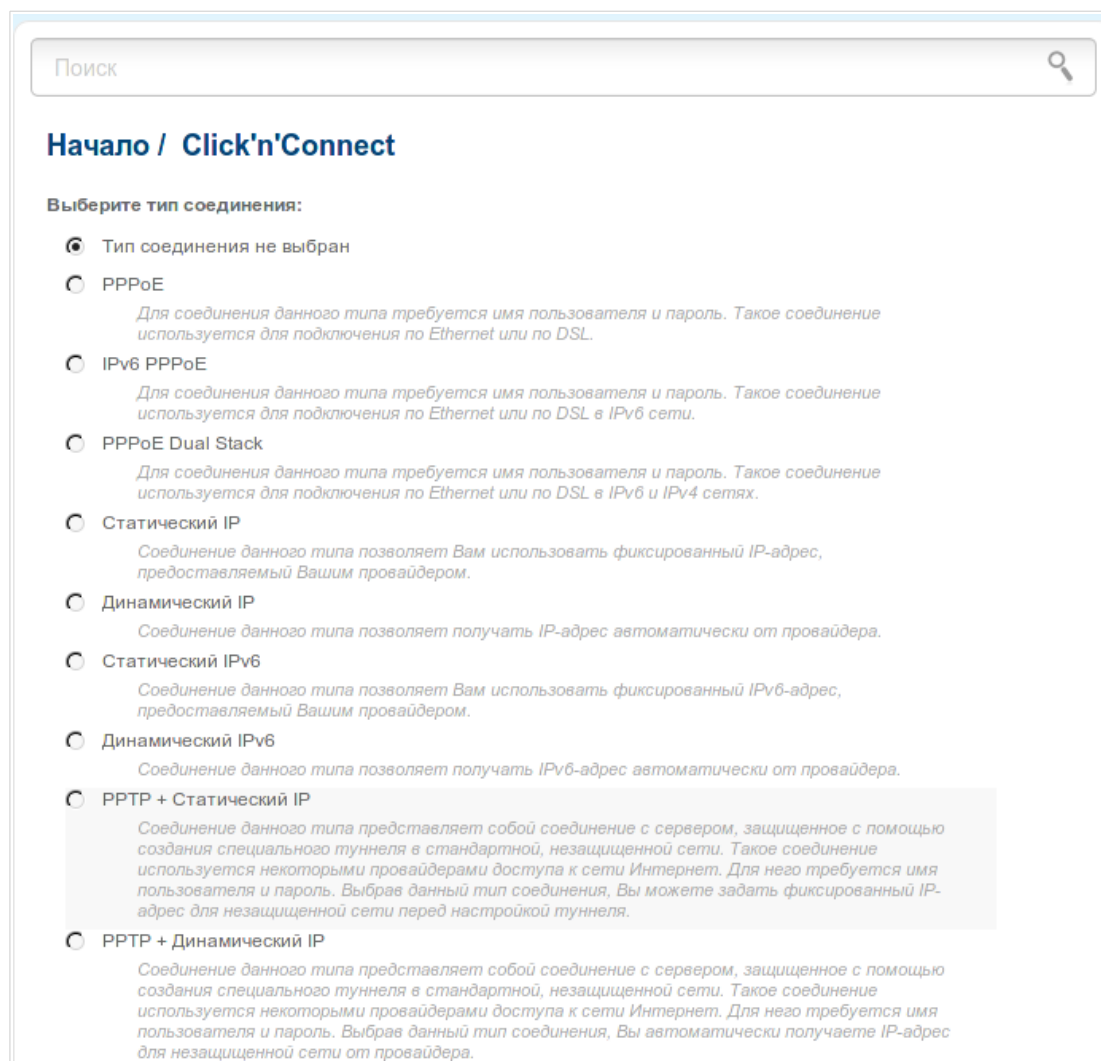 Поиск
Начало /  Click'n'Connect
Выберите тип соединения:
Тип соединения не выбран
PPPoE
Для соединения данного типа требуется имя пользователя и пароль. Такое соединение
используется для подключения по Ethernet или по DSL.
IPv6 PPPoE
Для соединения данного типа требуется имя пользователя и пароль. Такое соединение
используется для подключения по Ethernet или по DSL в IPv6 сети.
PPPoE Dual Stack
Для соединения данного типа требуется имя пользователя и пароль. Такое соединение
используется для подключения по Ethernet или по DSL в IPv6 и IPv4 сетях.
Статический IP
Соединение данного типа позволяет Вам использовать фиксированный IP-адрес,
предоставляемый Вашим провайдером.
Динамический IP
Соединение данного типа позволяет получать IP-адрес автоматически от провайдера.
Статический IPv6
Соединение данного типа позволяет Вам использовать фиксированный IPv6-адрес,
предоставляемый Вашим провайдером.
Динамический IPv6
Соединение данного типа позволяет получать IPv6-адрес автоматически от провайдера.
PPTP + Статический IP
Соединение данного типа представляет собой соединение с сервером, защищенное с помощью
создания специального туннеля в стандартной, незащищенной сети. Такое соединение
используется некоторыми провайдерами доступа к сети Интернет. Для него требуется имя
пользователя и пароль. Выбрав данный тип соединения, Вы можете задать фиксированный IP-
адрес для незащищенной сети перед настройкой туннеля.
PPTP + Динамический IP
Соединение данного типа представляет собой соединение с сервером, защищенное с помощью
создания специального туннеля в стандартной, незащищенной сети. Такое соединение
используется некоторыми провайдерами доступа к сети Интернет. Для него требуется имя
пользователя и пароль. Выбрав данный тип соединения, Вы автоматически получаете IP-адрес
для незащищенной сети от провайдера.